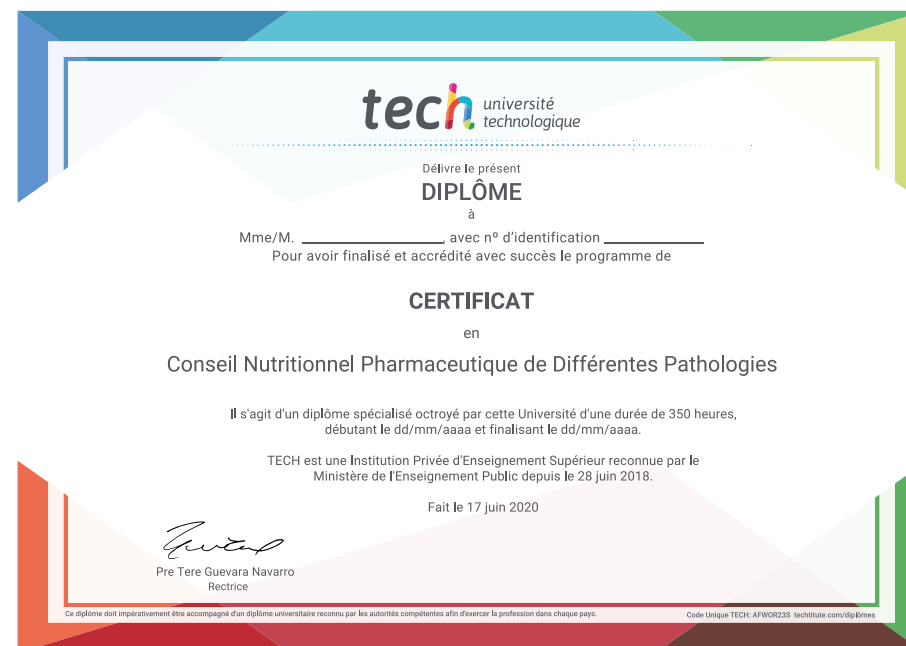 tech université
technologique
Délivre le présent
DIPLÔME
à
Mme/M. ____________________, avec nº d'identification ______________
Pour avoir finalisé et accrédité avec succès le programme de
CERTIFICAT
en
Conseil Nutritionnel Pharmaceutique de Différentes Pathologies
Il s'agit d'un diplôme spécialisé octroyé par cette Université d'une durée de 350 heures,
débutant le dd/mm/aaaa et finalisant le dd/mm/aaaa.
TECH est une Institution Privée d'Enseignement Supérieur reconnue par le
Ministère de l'Enseignement Public depuis le 28 juin 2018.
Fait le 17 juin 2020
Pre Tere Guevara Navarro
Rectrice
Ce diplôme doit impérativement être accompagné d'un diplôme universitaire reconnu par les autorités compétentes afin d'exercer la profession dans chaque pays.
Code Unique TECH: AFWOR23S techtitute.com/diplômes